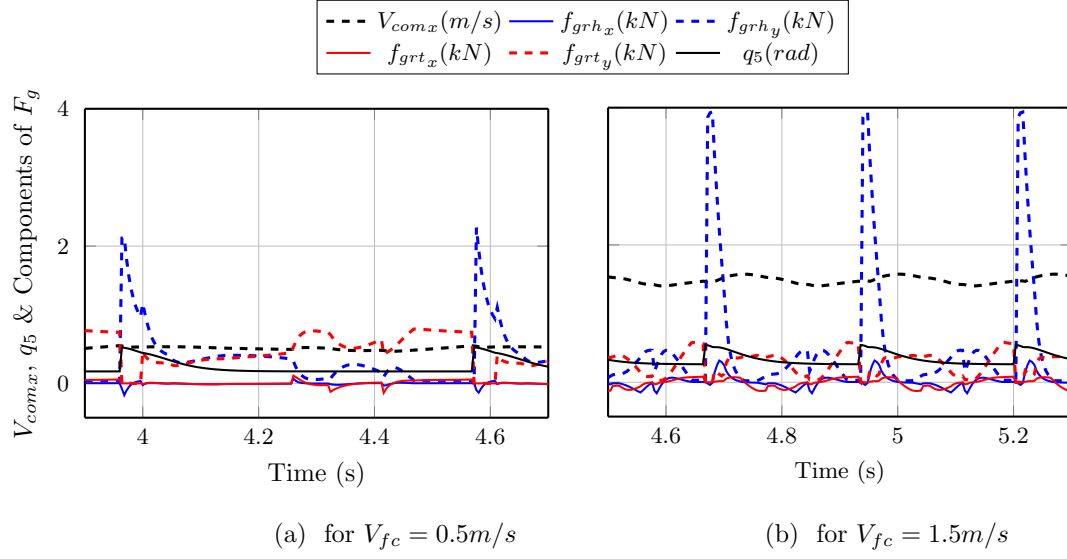 V_{comx}(m/s) f_{grh_x}(kN) f_{grh_y}(kN)
f_{grt_x}(kN) f_{grt_y}(kN) q_5(rad)
V_{comx}, q_5 & Components of F_g
4
2
0
4 4.2 4.4 4.6
Time (s)
4.6 4.8 5 5.2
Time (s)
(a) for V_{fc} = 0.5m/s
(b) for V_{fc} = 1.5m/s